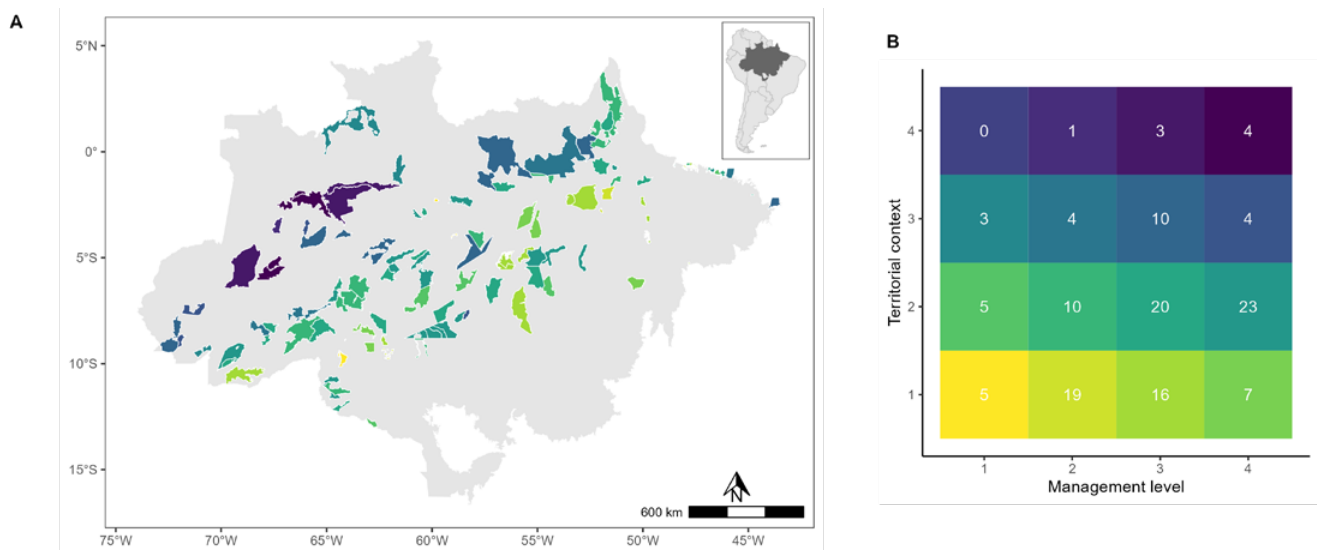 A
5°N
0°
5°S
10°S
15°S
N
600 km
75°W 70°W 65°W 60°W 55°W 50°W 45°W
B
Territorial context
4 0 1 3 4
3 3 4 10 4
2 5 10 20 23
1 5 19 16 7
1 2 3 4
Management level